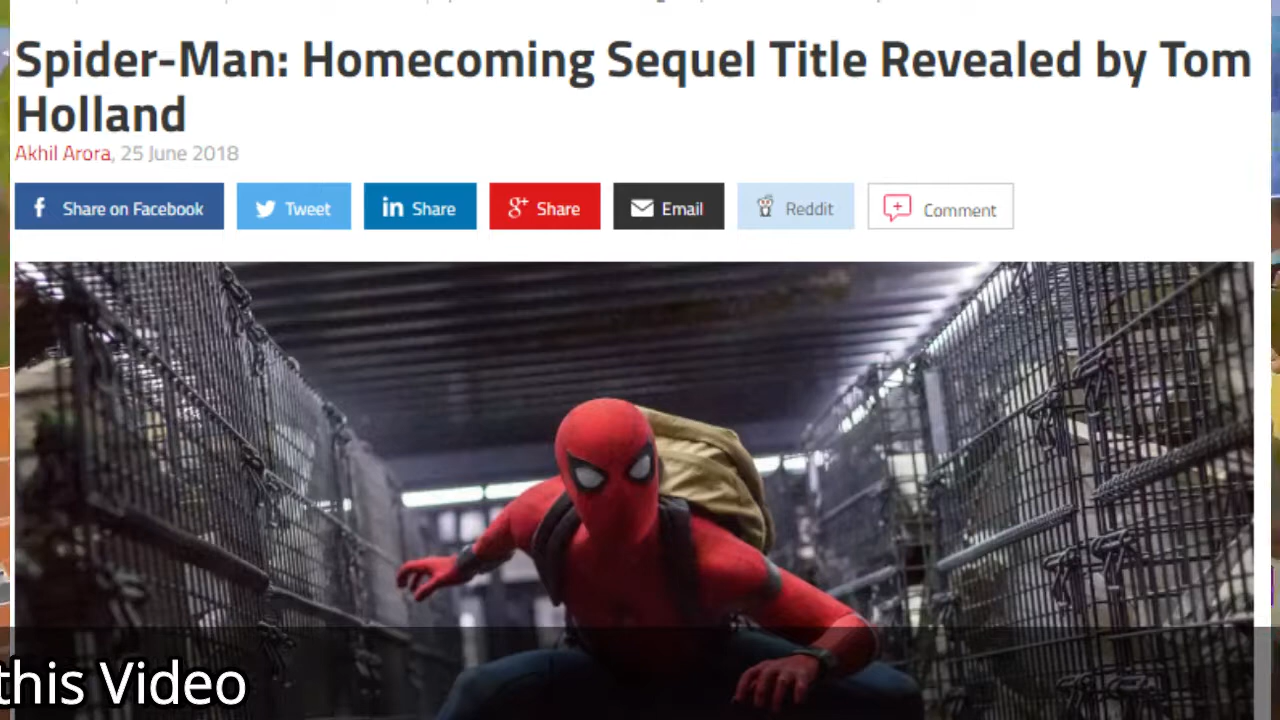 Spider-Man: Homecoming Sequel Title Revealed by Tom
Holland
Akhil Arora, 25 June 2018
Share on Facebook Tweet Share Share Email Reddit Comment
this Video